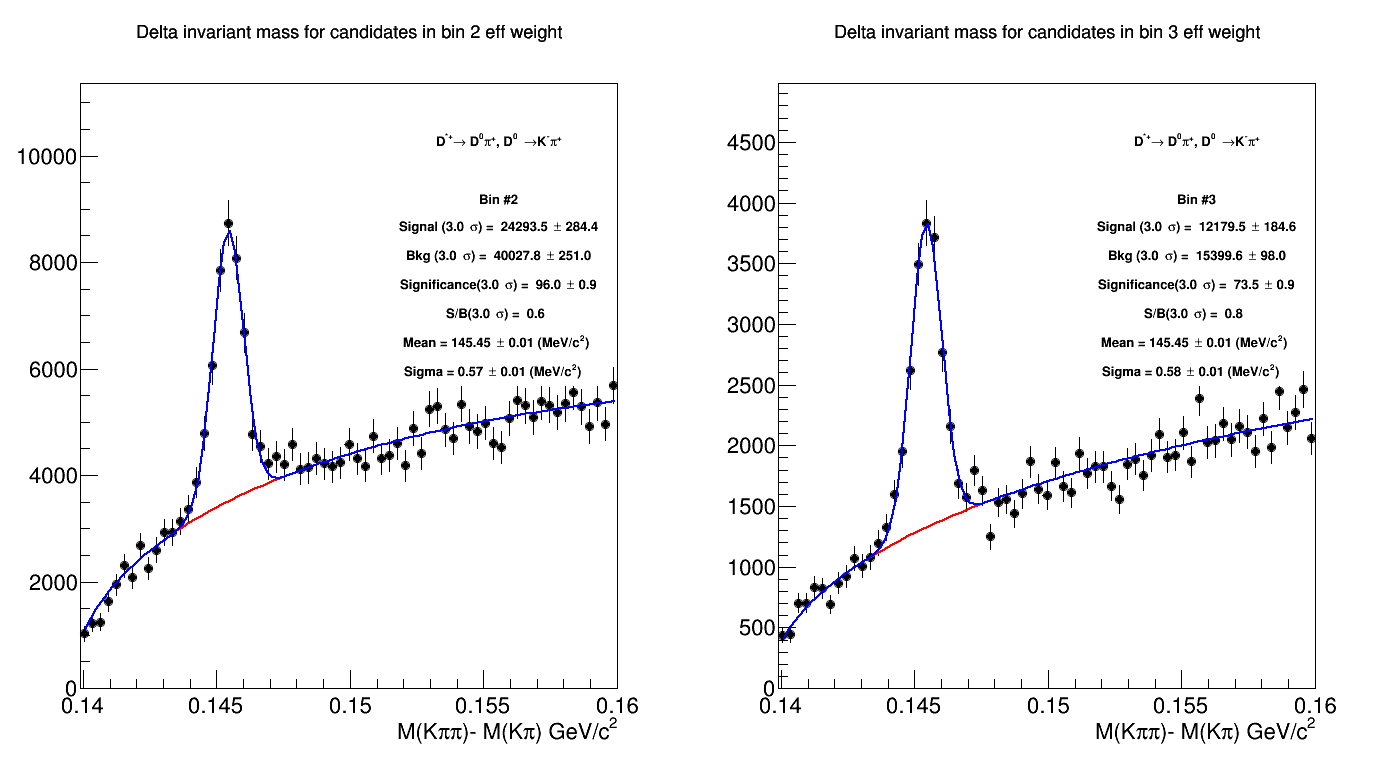 Delta invariant mass for candidates in bin 2 eff weight
D*+→ D0π+, D0 →K-π+
Bin #2
Signal (3.0 σ) = 24293.5 ± 284.4
Bkg (3.0 σ) = 40027.8 ± 251.0
Significance(3.0 σ) = 96.0 ± 0.9
S/B(3.0 σ) = 0.6
Mean = 145.45 ± 0.01 (MeV/c2)
Sigma = 0.57 ± 0.01 (MeV/c2)
10000
8000
6000
4000
2000
0
0.14 0.145 0.15 0.155 0.16
M(Kππ)- M(Kπ) GeV/c2
Delta invariant mass for candidates in bin 3 eff weight
D*+→ D0π+, D0 →K-π+
Bin #3
Signal (3.0 σ) = 12179.5 ± 184.6
Bkg (3.0 σ) = 15399.6 ± 98.0
Significance(3.0 σ) = 73.5 ± 0.9
S/B(3.0 σ) = 0.8
Mean = 145.45 ± 0.01 (MeV/c2)
Sigma = 0.58 ± 0.01 (MeV/c2)
4500
4000
3500
3000
2500
2000
1500
1000
500
0
0.14 0.145 0.15 0.155 0.16
M(Kππ)- M(Kπ) GeV/c2